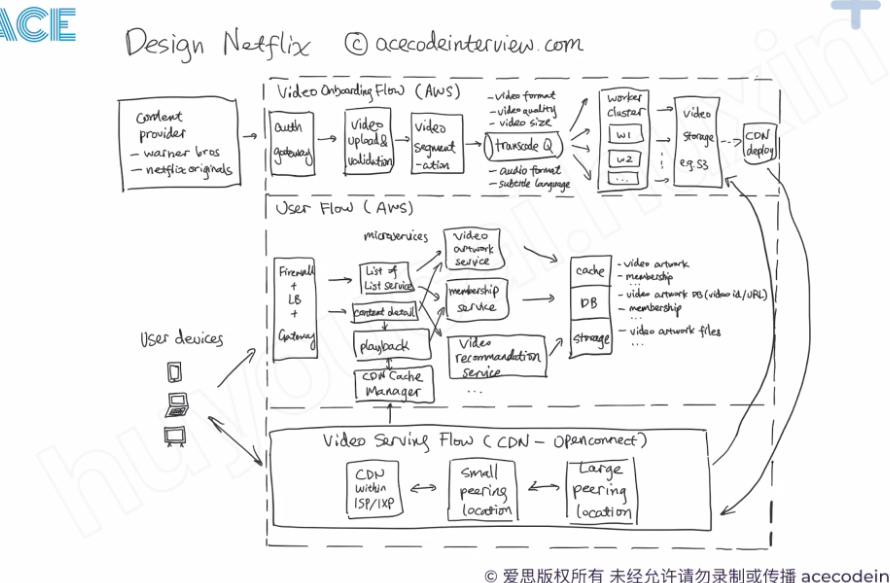 ACE
Design Netflix © acecodeinterview.com
Video Onboarding Flow (AWS)
content
provider
- warner bros
- netflix originals
auth
gateway
video
upload &
validation
video
segment
-ation
- video format
- video quality
- video size
transcode Q
- audio format
- subtitle language
worker
cluster
w1
w2
...
video
storage
eg. S3
CDN
deploy
User Flow (AWS)
microservices
Firewall
+
LB
+
Gateway
List of
List service
content detail
playback
CDN Cache
Manager
video
artwork
service
membership
service
video
recommandation
service
...
cache
DB
storage
- video artwork
- membership
...
- video artwork DB (video id/URL)
- membership
...
- video artwork files
...
User devices
Video Serving Flow (CDN - Openconnect)
CDN
within
ISP/IXP
small
peering
location
Large
peering
location
© 爱思版权所有 未经允许请勿录制或传播 acecodein